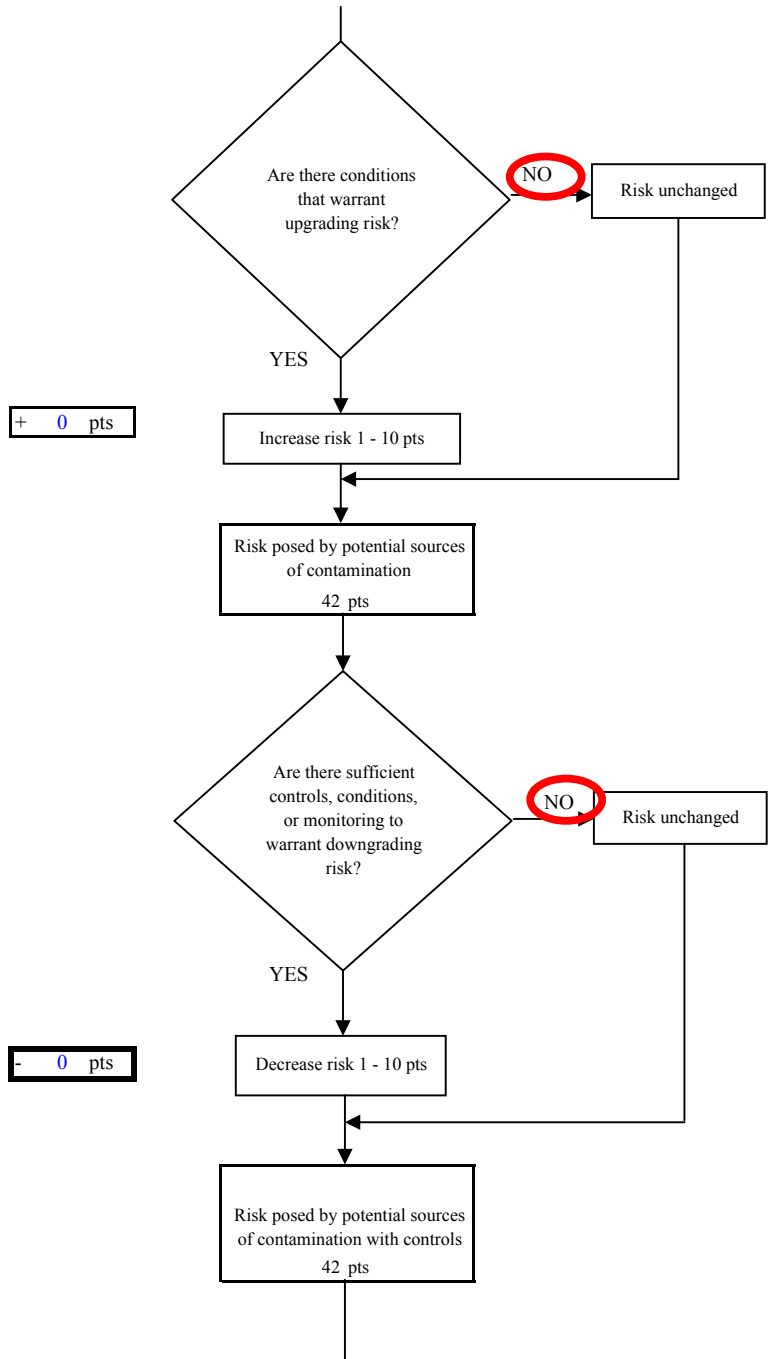 Are there conditions
that warrant
upgrading risk?
NO
Risk unchanged
YES
+ 0 pts
Increase risk 1 - 10 pts
Risk posed by potential sources
of contamination
42 pts
Are there sufficient
controls, conditions,
or monitoring to
warrant downgrading
risk?
NO
Risk unchanged
YES
- 0 pts
Decrease risk 1 - 10 pts
Risk posed by potential sources
of contamination with controls
42 pts